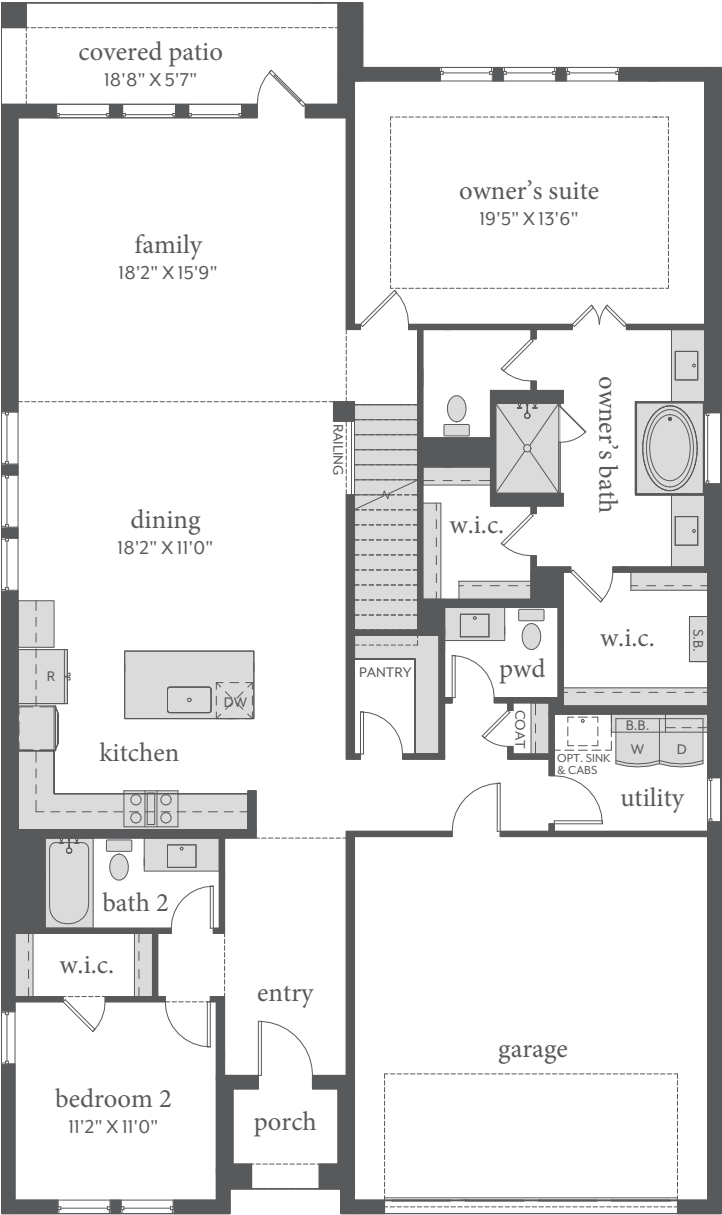 covered patio
18'8" X 5'7"
owner's suite
19'5" X 13'6"
family
18'2" X 15'9"
owner's bath
RAILING
dining
18'2" X 11'0"
w.i.c.
w.i.c.
S.B.
R
PANTRY
pwd
DW
COAT
kitchen
B.B.
W
D
OPT. SINK
& CABS
utility
bath 2
w.i.c.
entry
garage
bedroom 2
11'2" X 11'0"
porch